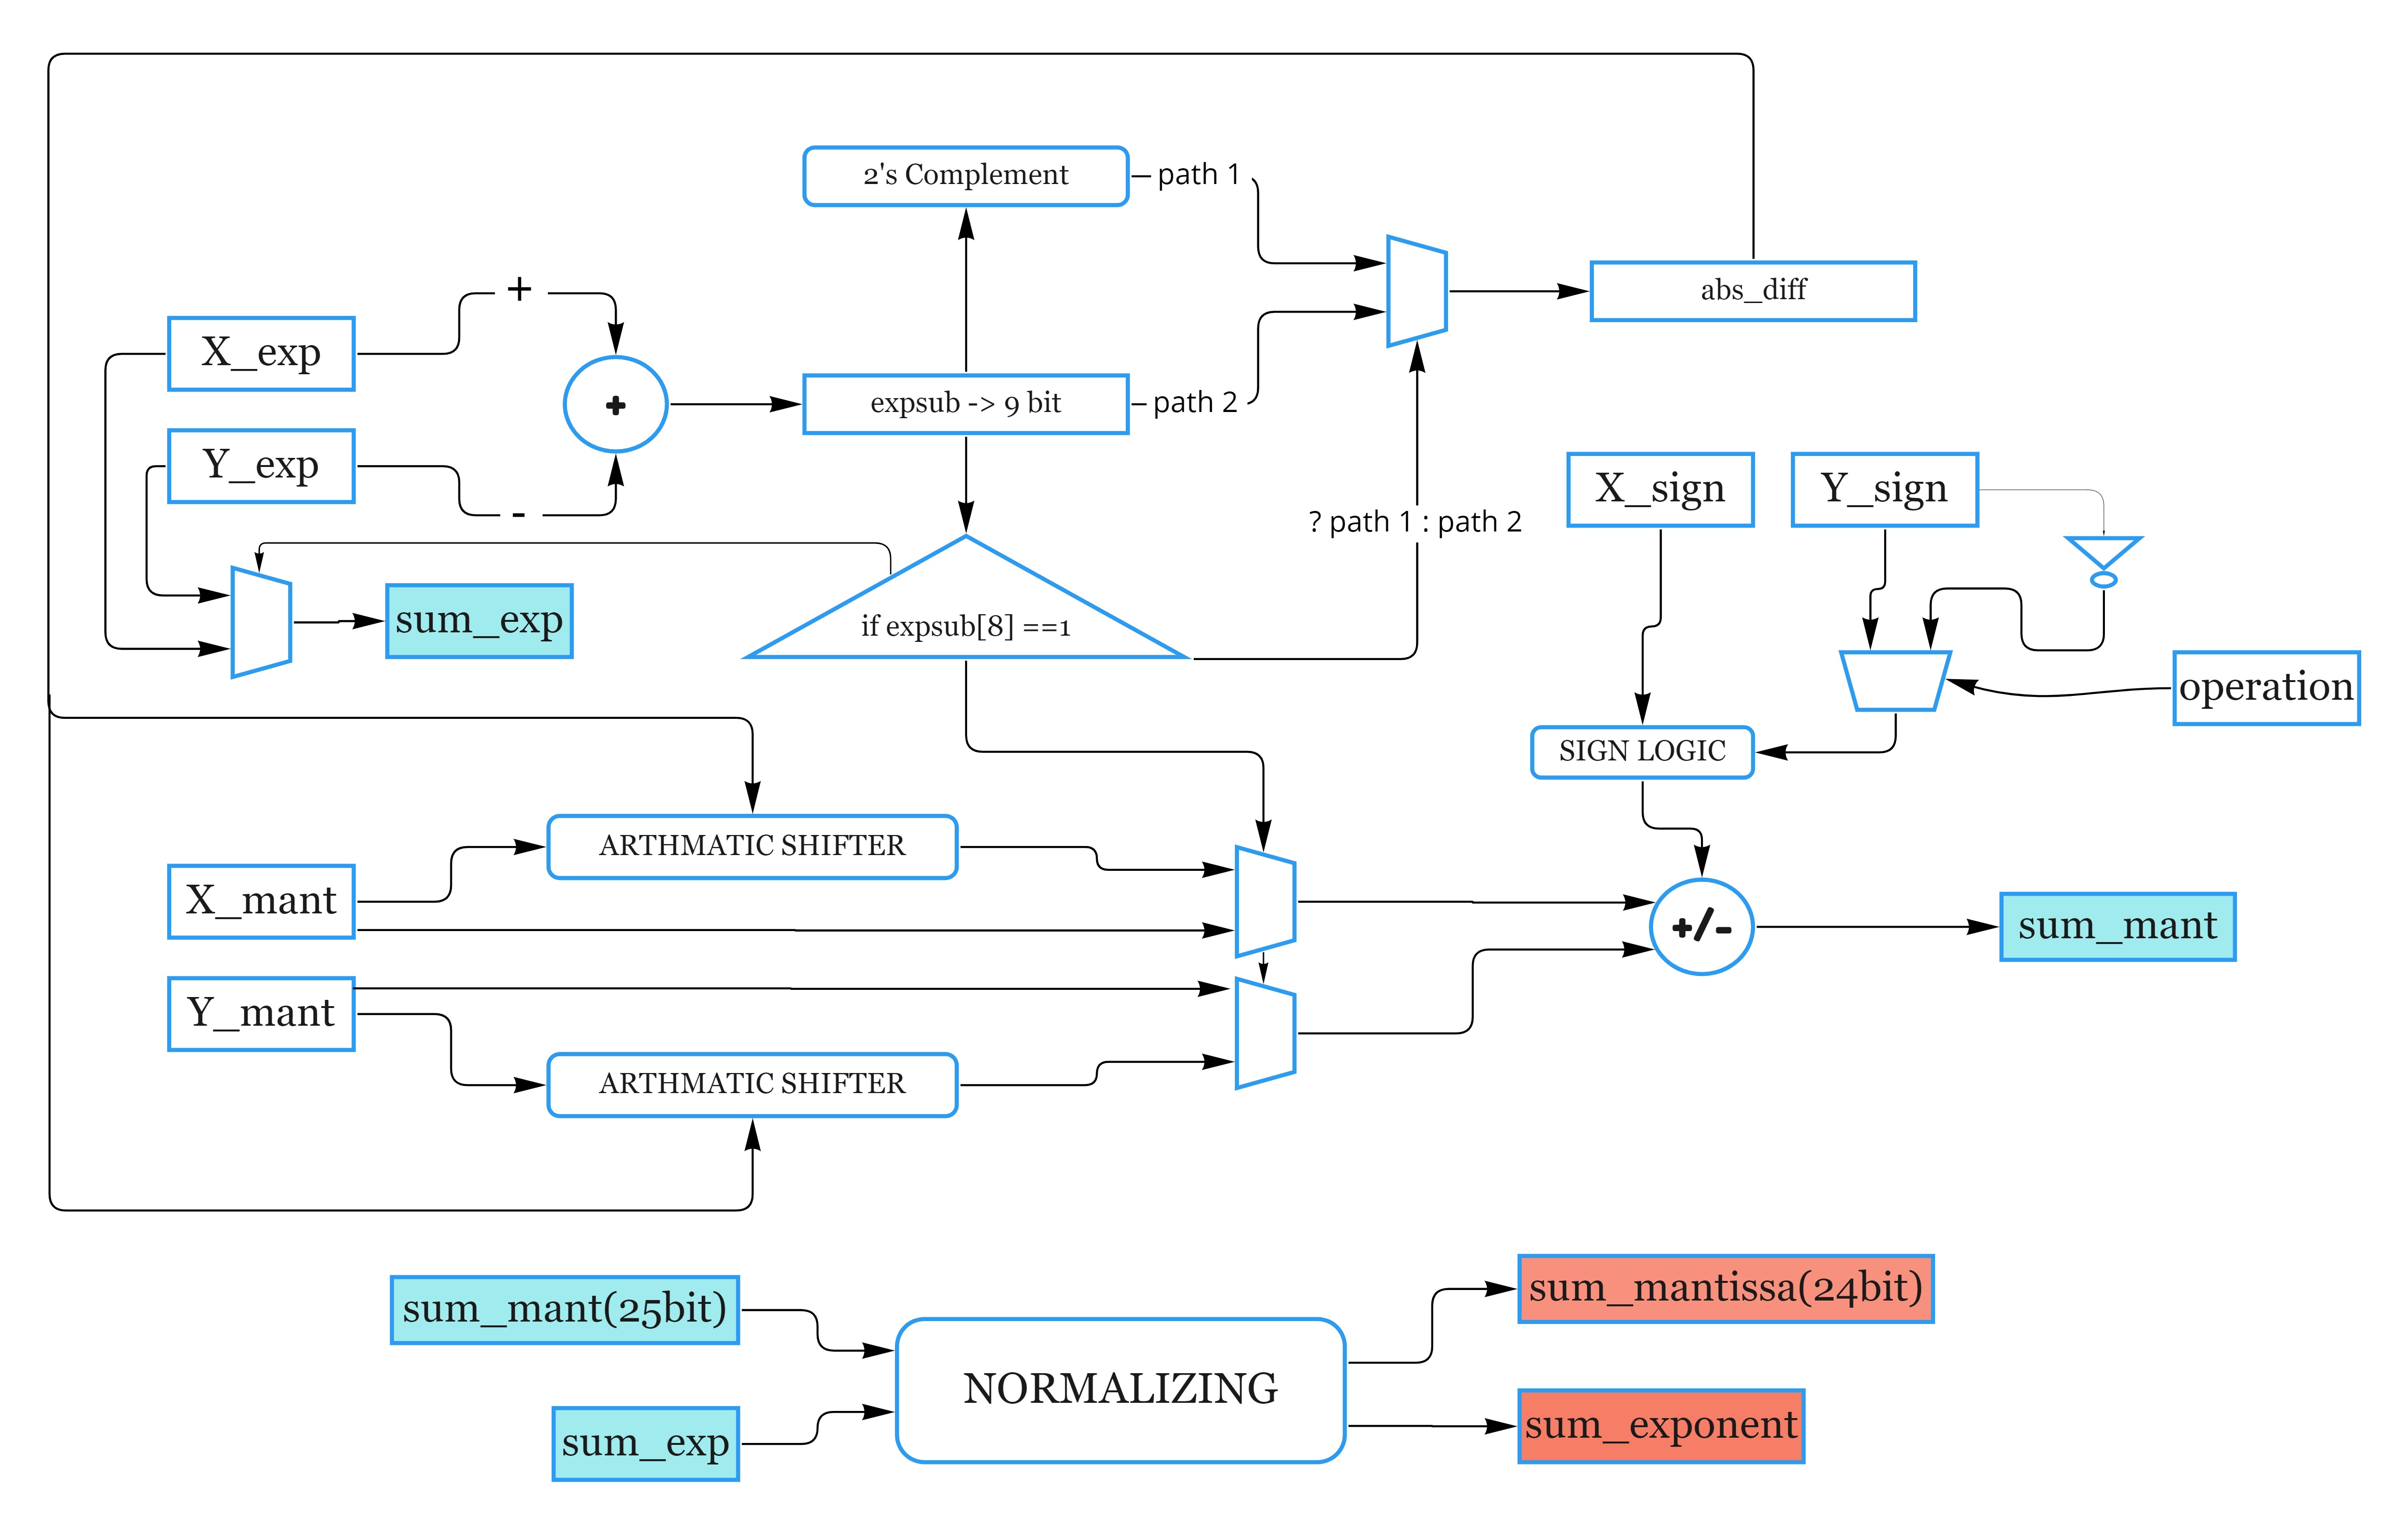 2's Complement
path 1
+
X_exp
abs_diff
+
expsub -> 9 bit
path 2
Y_exp
-
X_sign
Y_sign
? path 1 : path 2
sum_exp
if expsub[8] ==1
operation
SIGN LOGIC
ARTHMATIC SHIFTER
X_mant
+/-
sum_mant
Y_mant
ARTHMATIC SHIFTER
sum_mant(25bit)
sum_mantissa(24bit)
NORMALIZING
sum_exp
sum_exponent